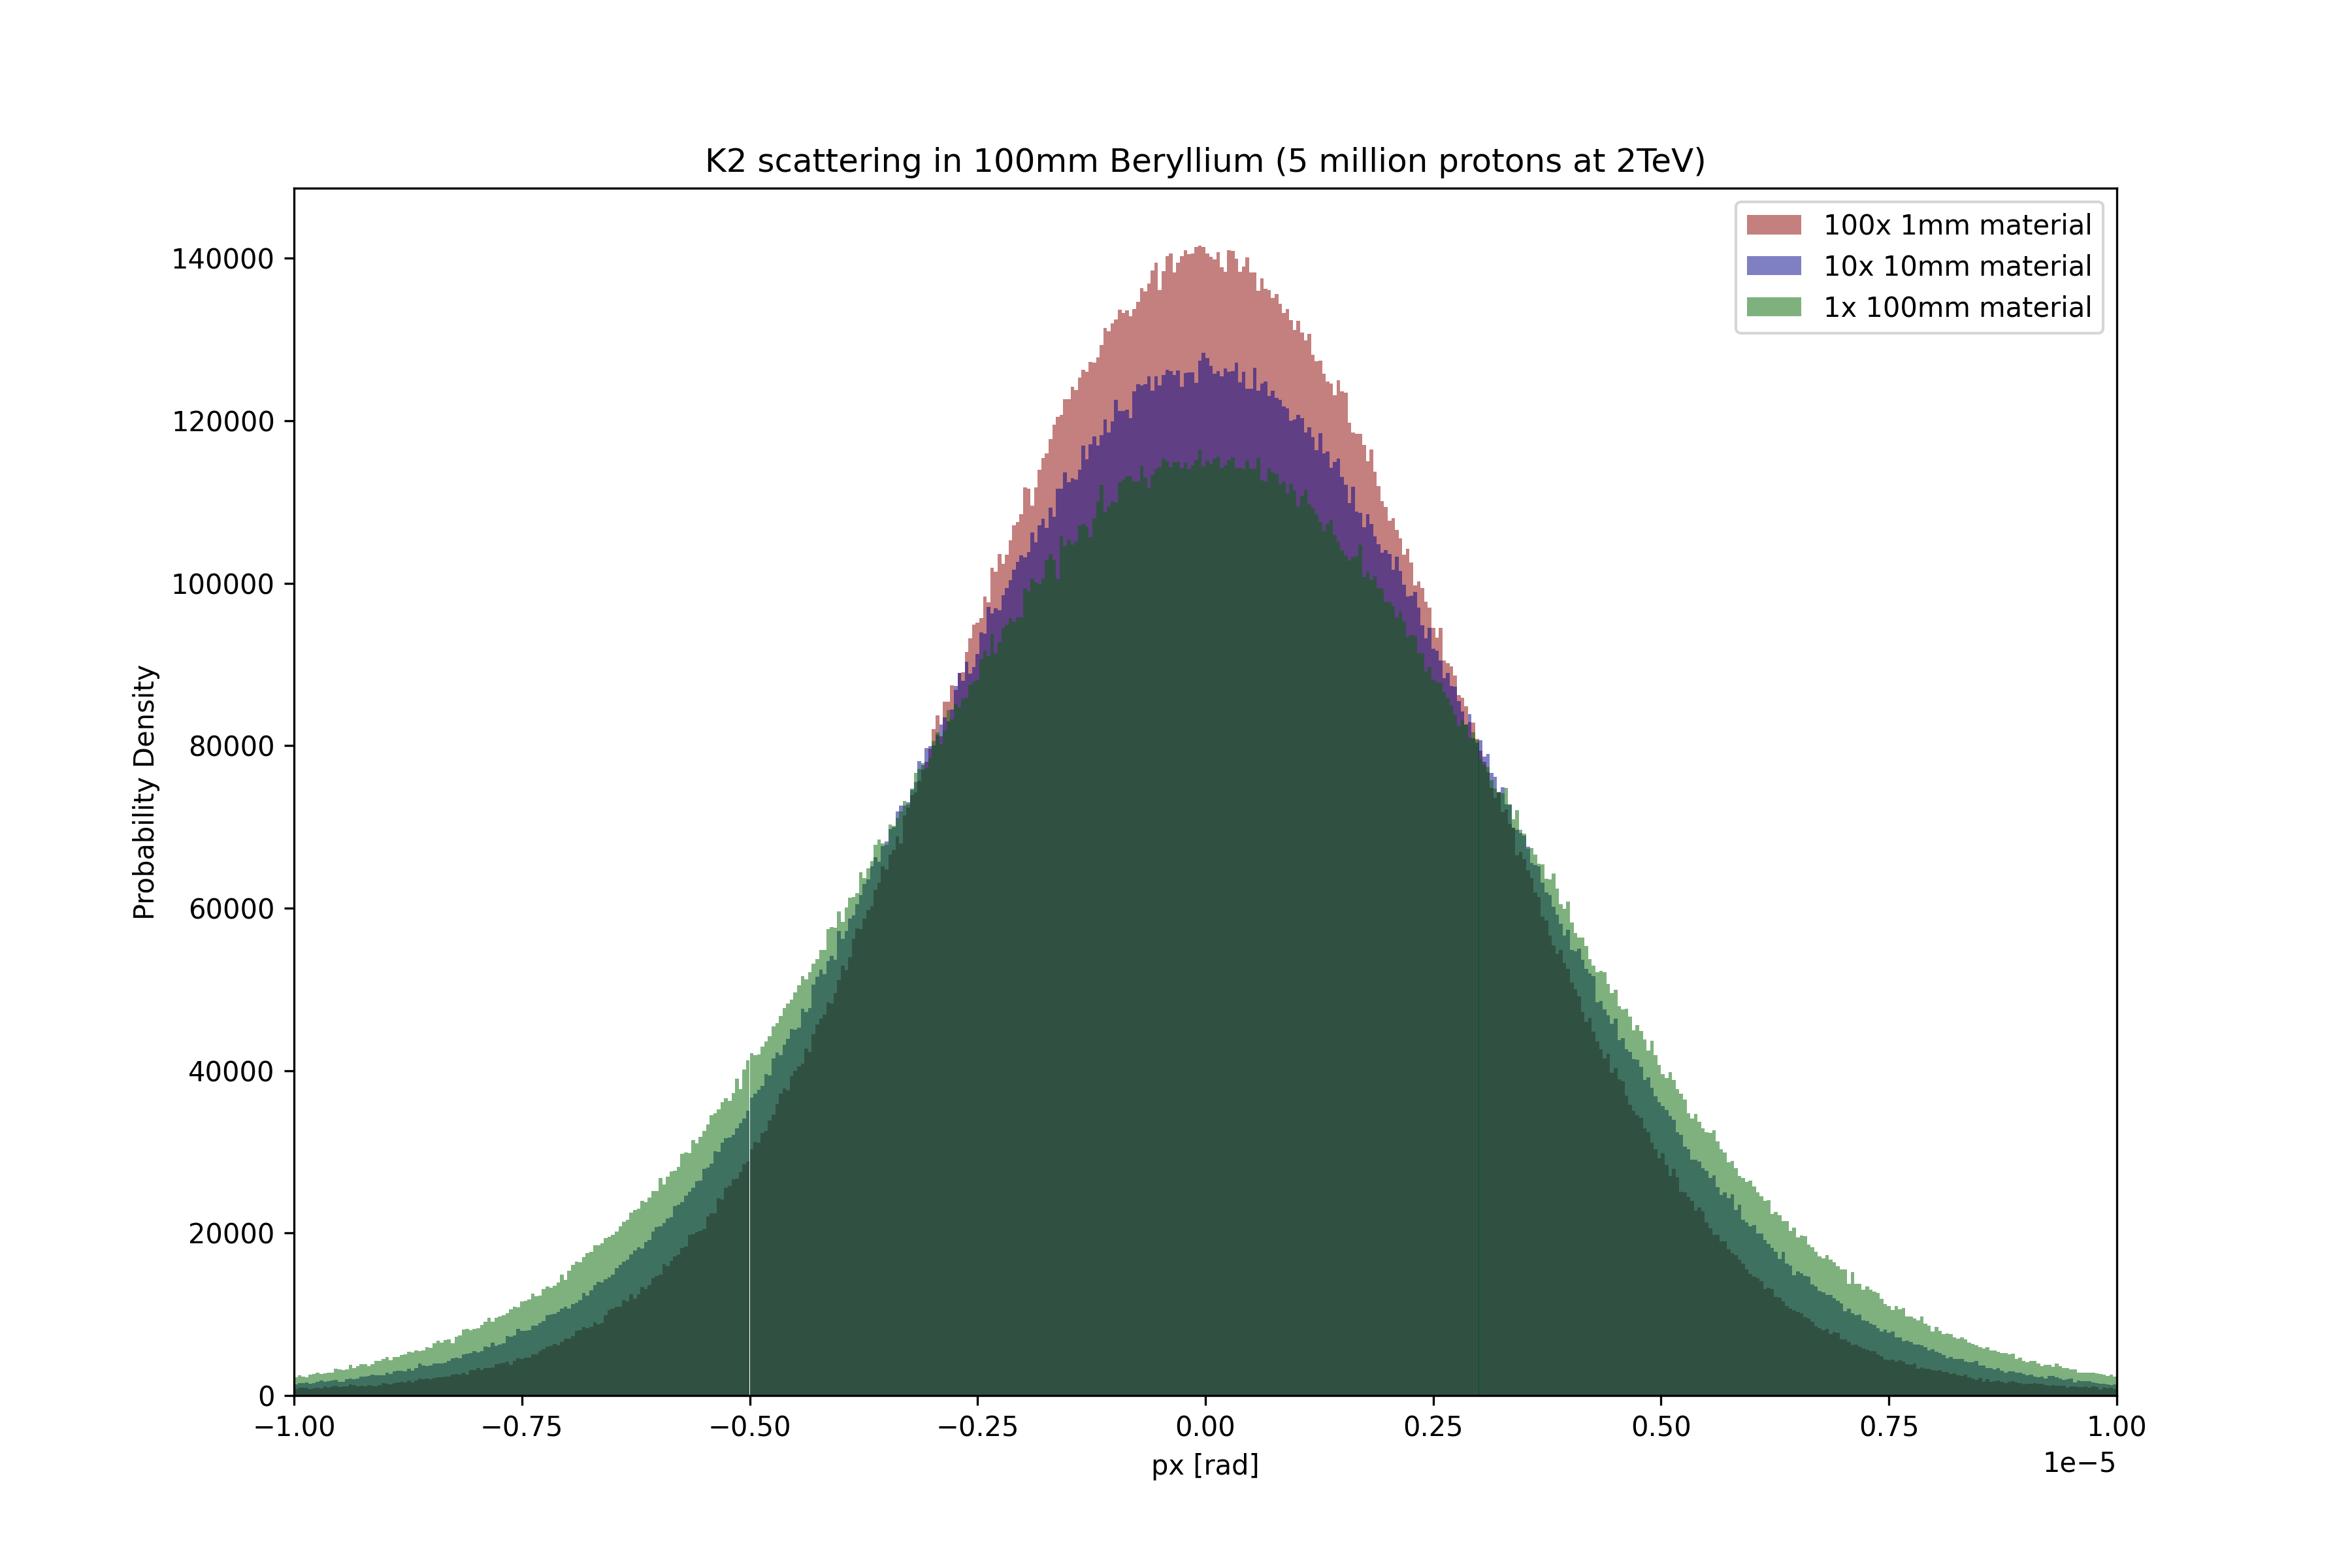 K2 scattering in 100mm Beryllium (5 million protons at 2TeV)
100x 1mm material
10x 10mm material
1x 100mm material
Probability Density
140000
120000
100000
80000
60000
40000
20000
0
−1.00 −0.75 −0.50 −0.25 0.00 0.25 0.50 0.75 1.00
1e−5
px [rad]